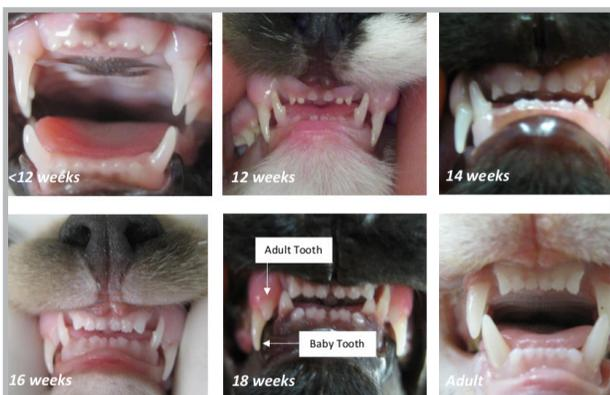 <12 weeks
12 weeks
14 weeks
16 weeks
Adult Tooth
Baby Tooth
18 weeks
Adult